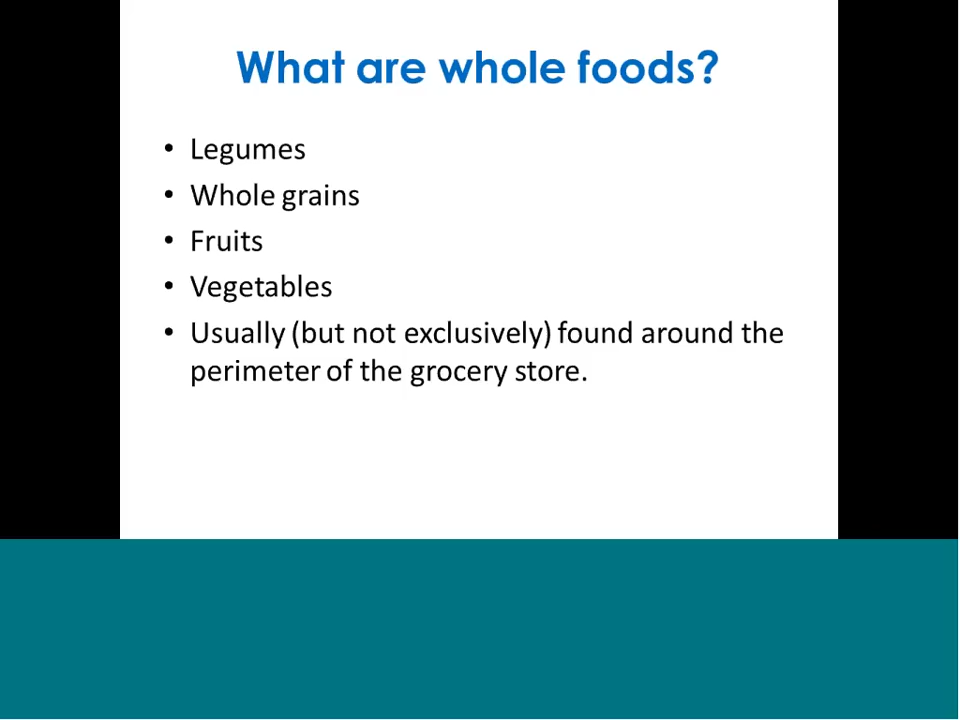 What are whole foods?
• Legumes
• Whole grains
• Fruits
• Vegetables
• Usually (but not exclusively) found around the
perimeter of the grocery store.